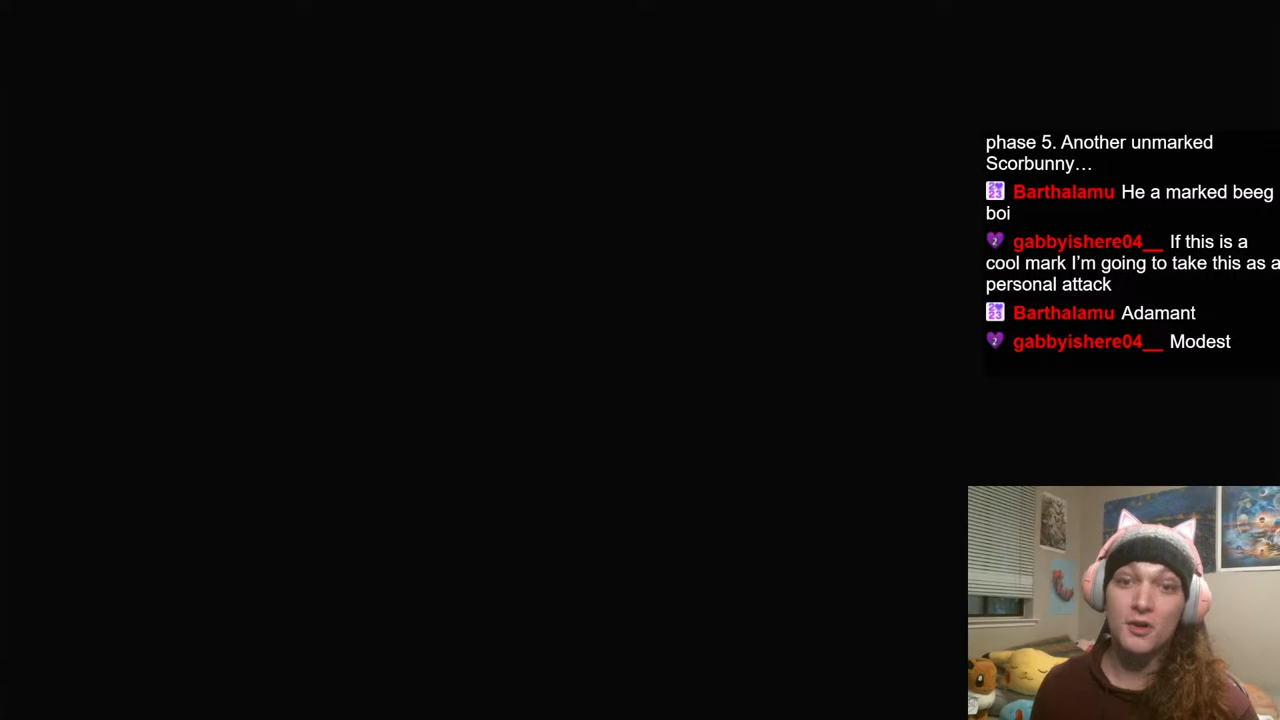 phase 5. Another unmarked
Scorbunny…
Barthalamu He a marked beeg
boi
gabbyishere04__ If this is a
cool mark I’m going to take this as a
personal attack
Barthalamu Adamant
gabbyishere04__ Modest